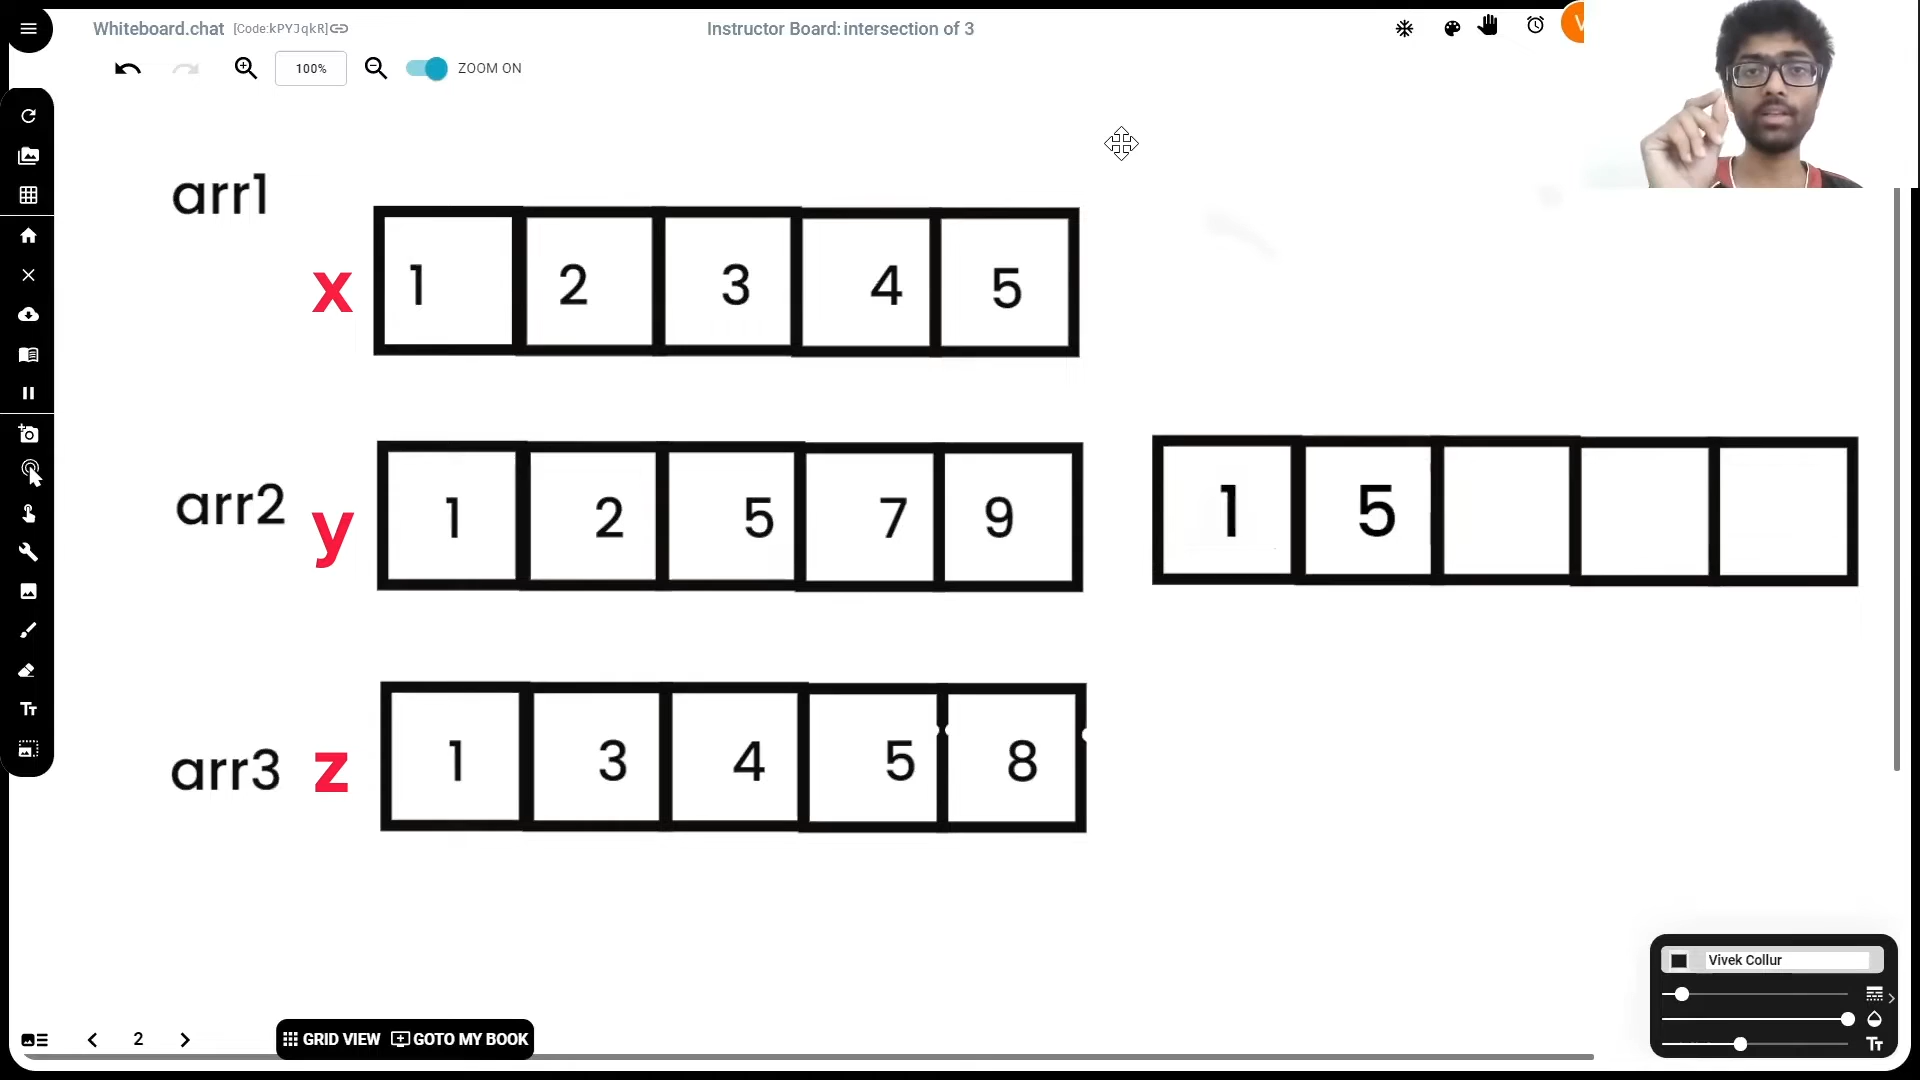 Whiteboard.chat [Code:kPYJqkR]
Instructor Board: intersection of 3
V
100%
ZOOM ON
arr1
x
1 2 3 4 5
arr2
y
1 2 5 7 9
1 5
arr3
z
1 3 4 5 8
Vivek Collur
Tt
Tt
2
GRID VIEW
GOTO MY BOOK